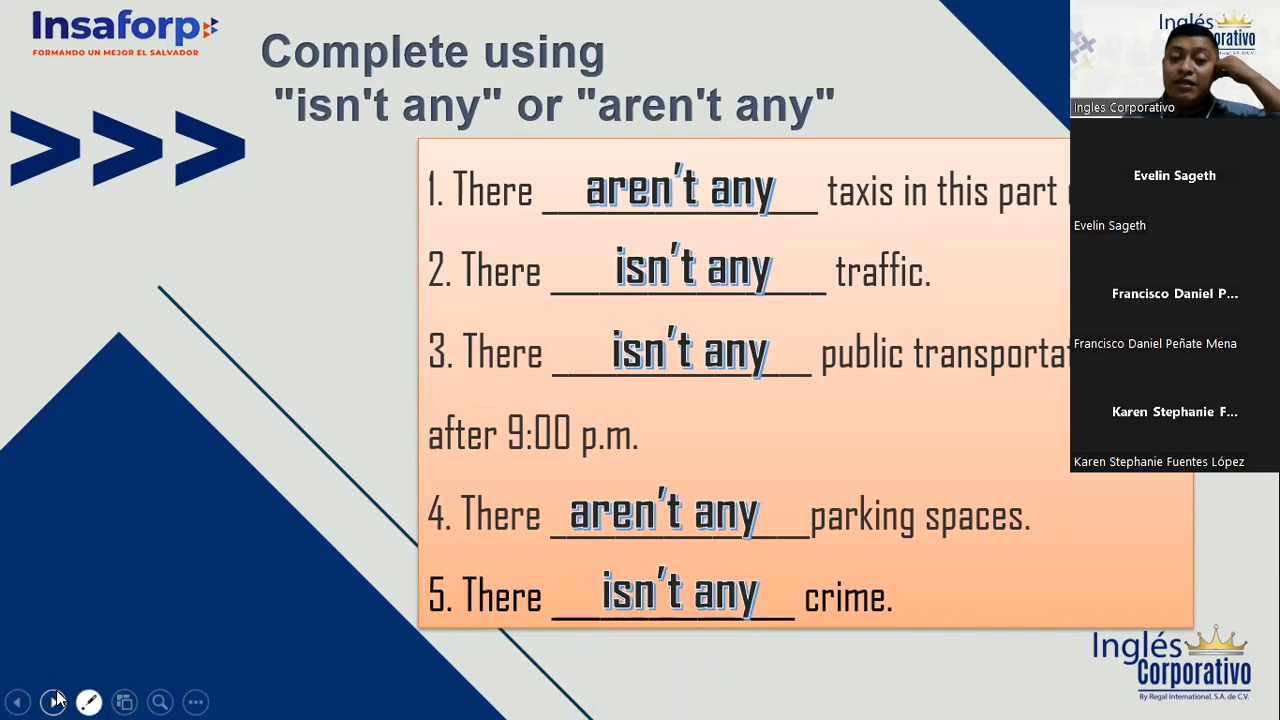 Insaforp
FORMANDO UN MEJOR EL SALVADOR
Complete using
"isn't any" or "aren't any"
1. There aren't any taxis in this part
2. There isn't any traffic.
3. There isn't any public transporta
after 9:00 p.m.
4. There aren't any parking spaces.
5. There isn't any crime.
Inglés
Corporativo
By Regal International, S.A. de C.V.
Inglés
Corporativo
Ingles Corporativo
Evelin Sageth
Evelin Sageth
Francisco Daniel P...
Francisco Daniel Peñate Mena
Karen Stephanie F...
Karen Stephanie Fuentes López